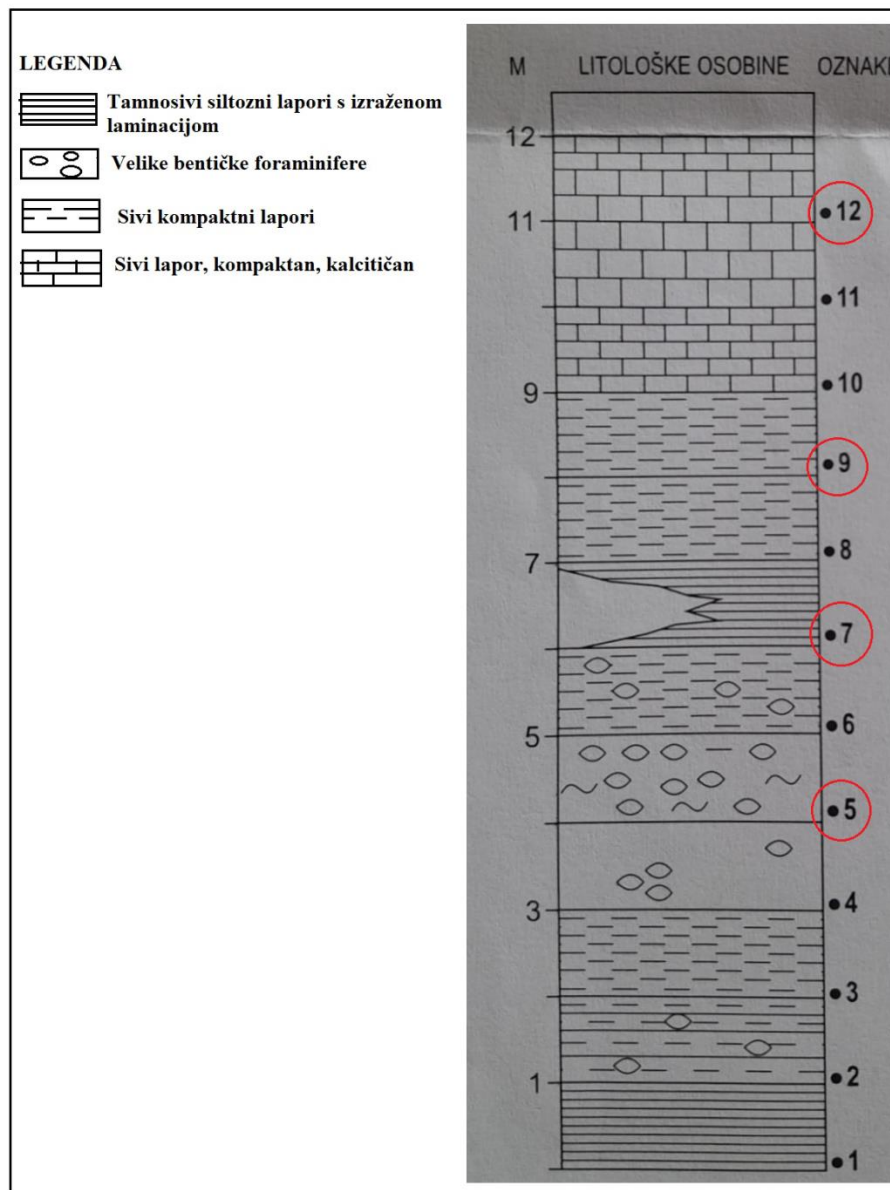 LEGENDA
Tamnosivi siltozni lapori s izraženom
laminacijom
Velike bentičke foraminifere
Sivi kompaktni lapori
Sivi lapor, kompaktan, kalcitičan
M LITOLOŠKE OSOBINE OZNAKE
12
12
11
11
10
9
9
8
7
7
6
5
5
4
3
3
2
1
1